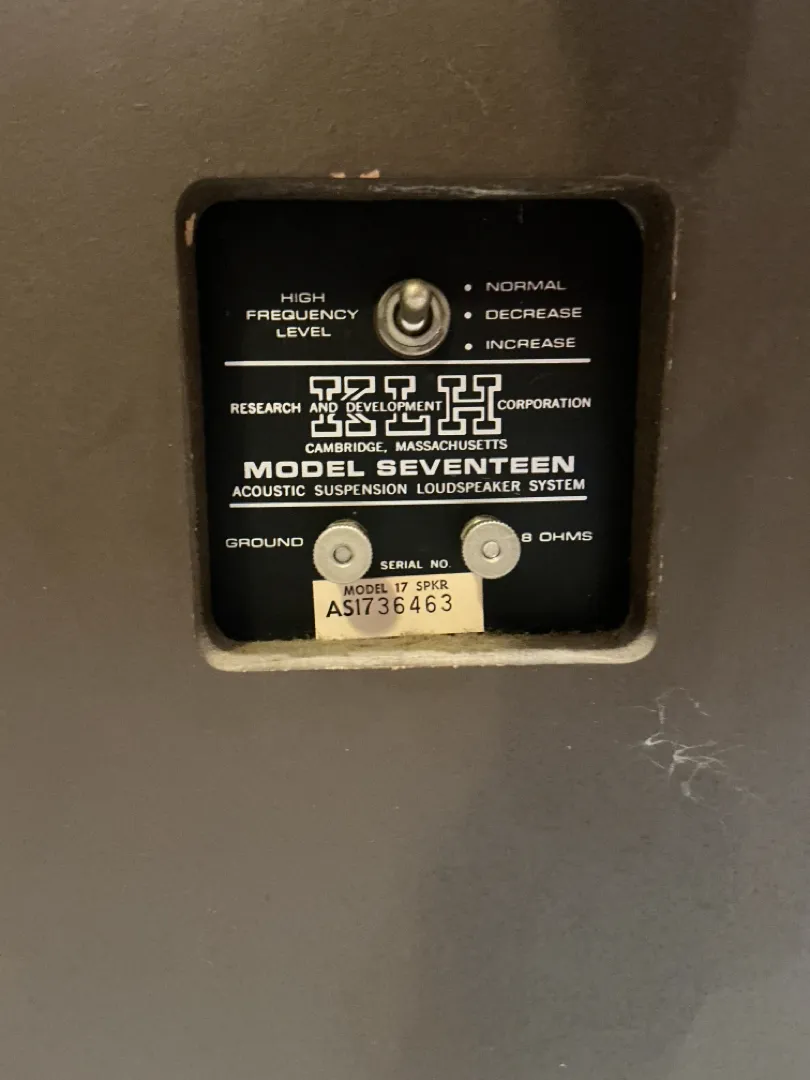 HIGH
FREQUENCY
LEVEL
• NORMAL
• DECREASE
• INCREASE
KLH
RESEARCH AND DEVELOPMENT CORPORATION
CAMBRIDGE, MASSACHUSETTS
MODEL SEVENTEEN
ACOUSTIC SUSPENSION LOUDSPEAKER SYSTEM
GROUND
8 OHMS
SERIAL NO.
MODEL 17 SPKR
AS1736463